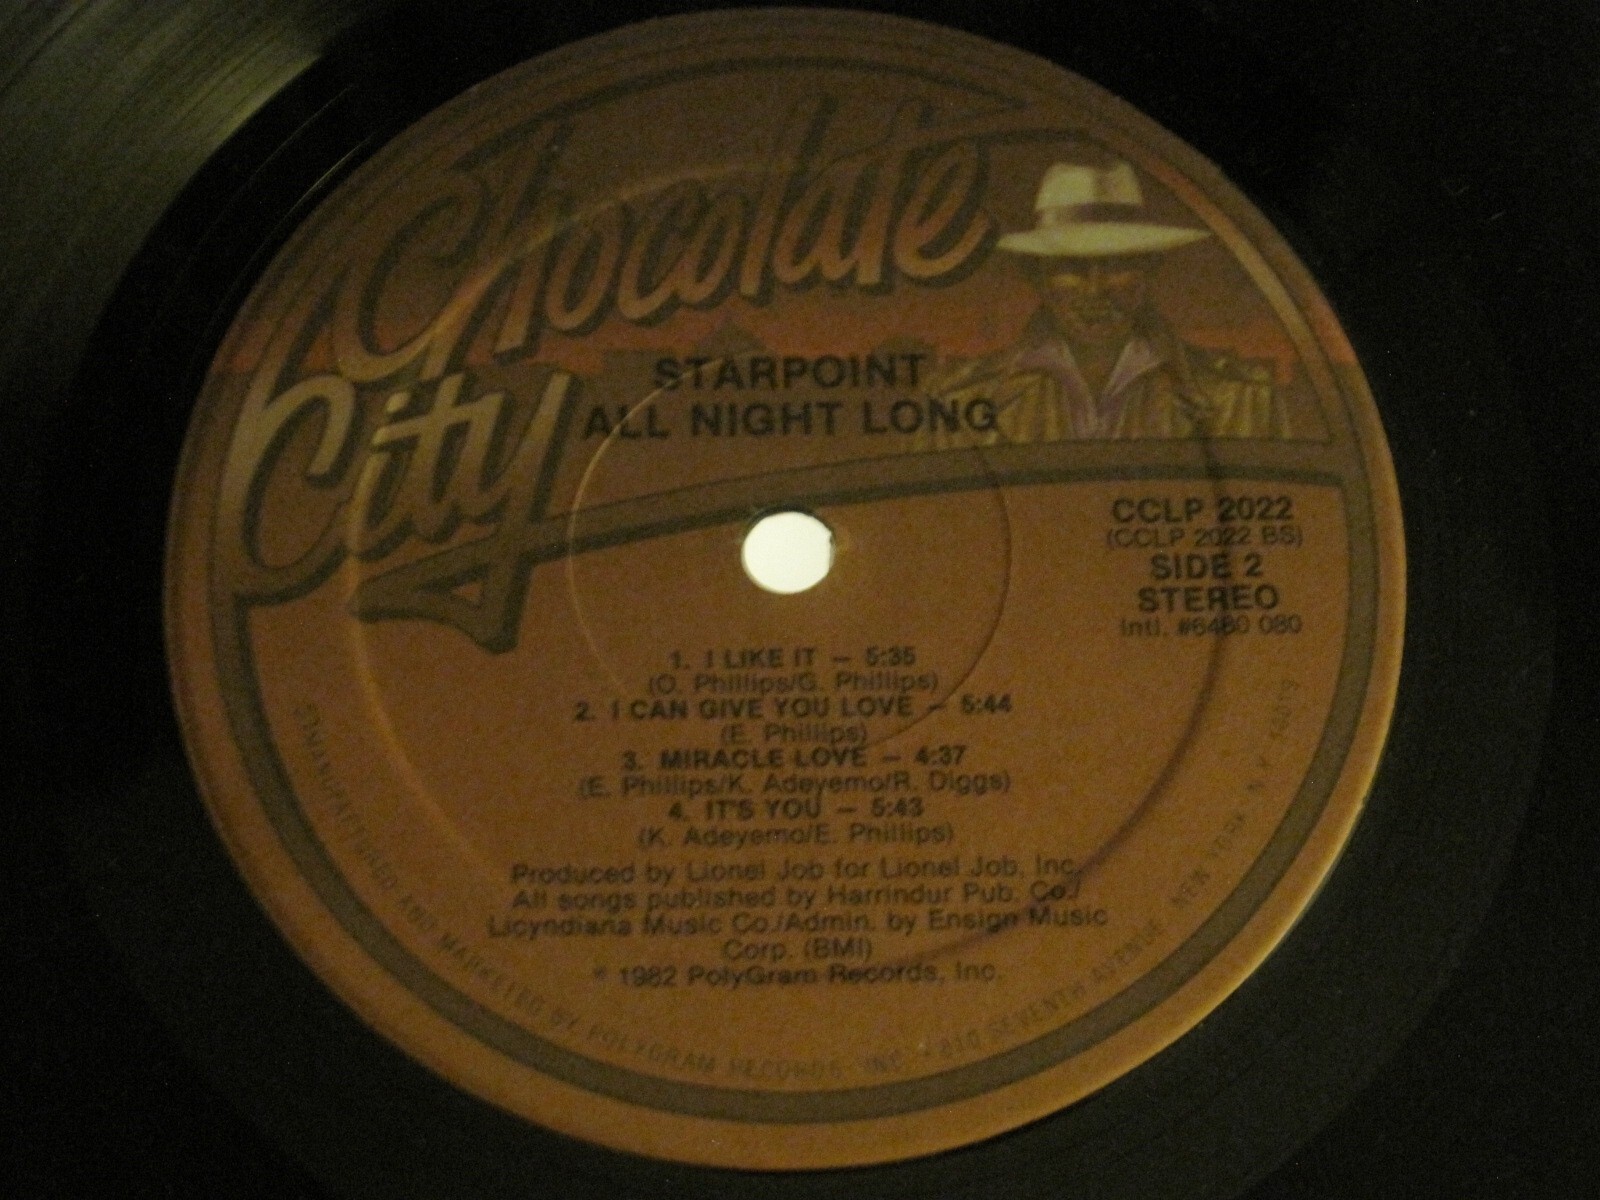 Chocolate
City
STARPOINT
ALL NIGHT LONG
CCLP 2022
(CCLP 2022 BS)
SIDE 2
STEREO
Intl. #6480 080
1. I LIKE IT – 5:35
(O. Phillips/G. Phillips)
2. I CAN GIVE YOU LOVE – 5:44
(E. Phillips)
3. MIRACLE LOVE – 4:37
(E. Phillips/K. Adeyemo/R. Diggs)
4. IT'S YOU – 5:43
(K. Adeyemo/E. Phillips)
Produced by Lionel Job for Lionel Job, Inc.
All songs published by Harrindur Pub. Co./
Licyndiana Music Co./Admin. by Ensign Music
Corp. (BMI)
℗ 1982 PolyGram Records, Inc.
MANUFACTURED AND MARKETED BY POLYGRAM RECORDS, INC. • 810 SEVENTH AVENUE, NEW YORK, N.Y. 10019